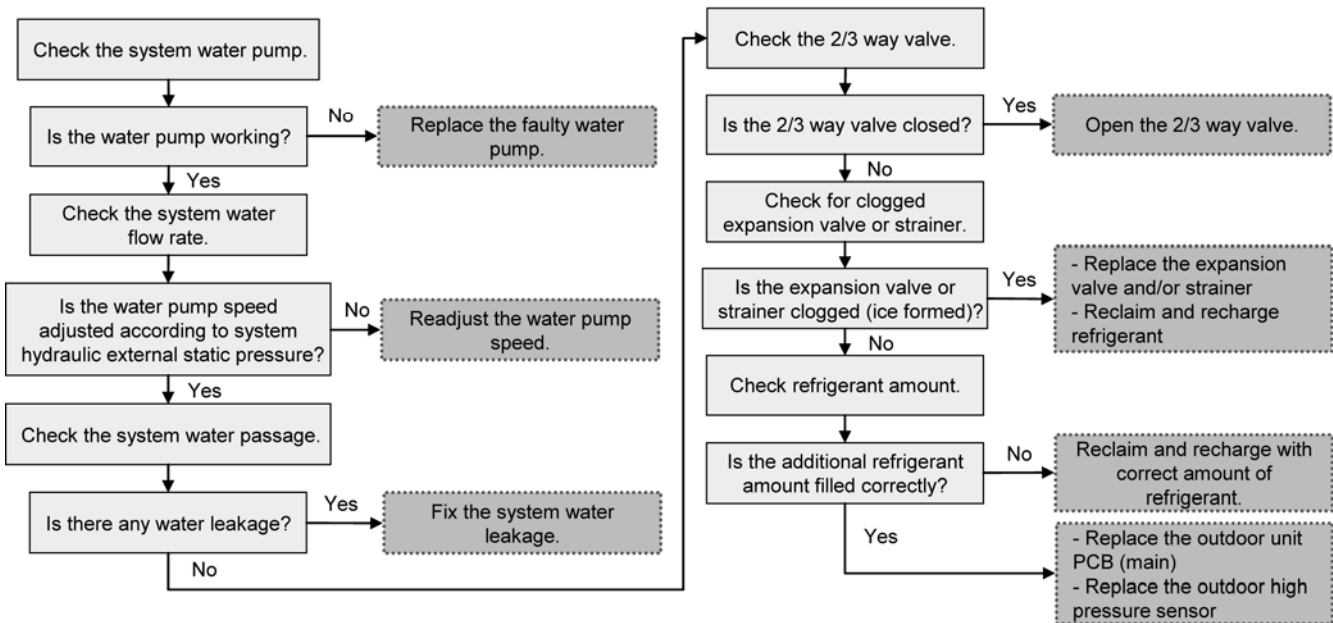 Check the system water pump.
Is the water pump working?
No
Replace the faulty water
pump.
Yes
Check the system water
flow rate.
Is the water pump speed
adjusted according to system
hydraulic external static pressure?
No
Readjust the water pump
speed.
Yes
Check the system water passage.
Is there any water leakage?
Yes
Fix the system water
leakage.
No
Check the 2/3 way valve.
Is the 2/3 way valve closed?
Yes
Open the 2/3 way valve.
No
Check for clogged
expansion valve or strainer.
Is the expansion valve or
strainer clogged (ice formed)?
Yes
- Replace the expansion
valve and/or strainer
- Reclaim and recharge
refrigerant
No
Check refrigerant amount.
Is the additional refrigerant
amount filled correctly?
No
Reclaim and recharge with
correct amount of
refrigerant.
Yes
- Replace the outdoor unit
PCB (main)
- Replace the outdoor high
pressure sensor